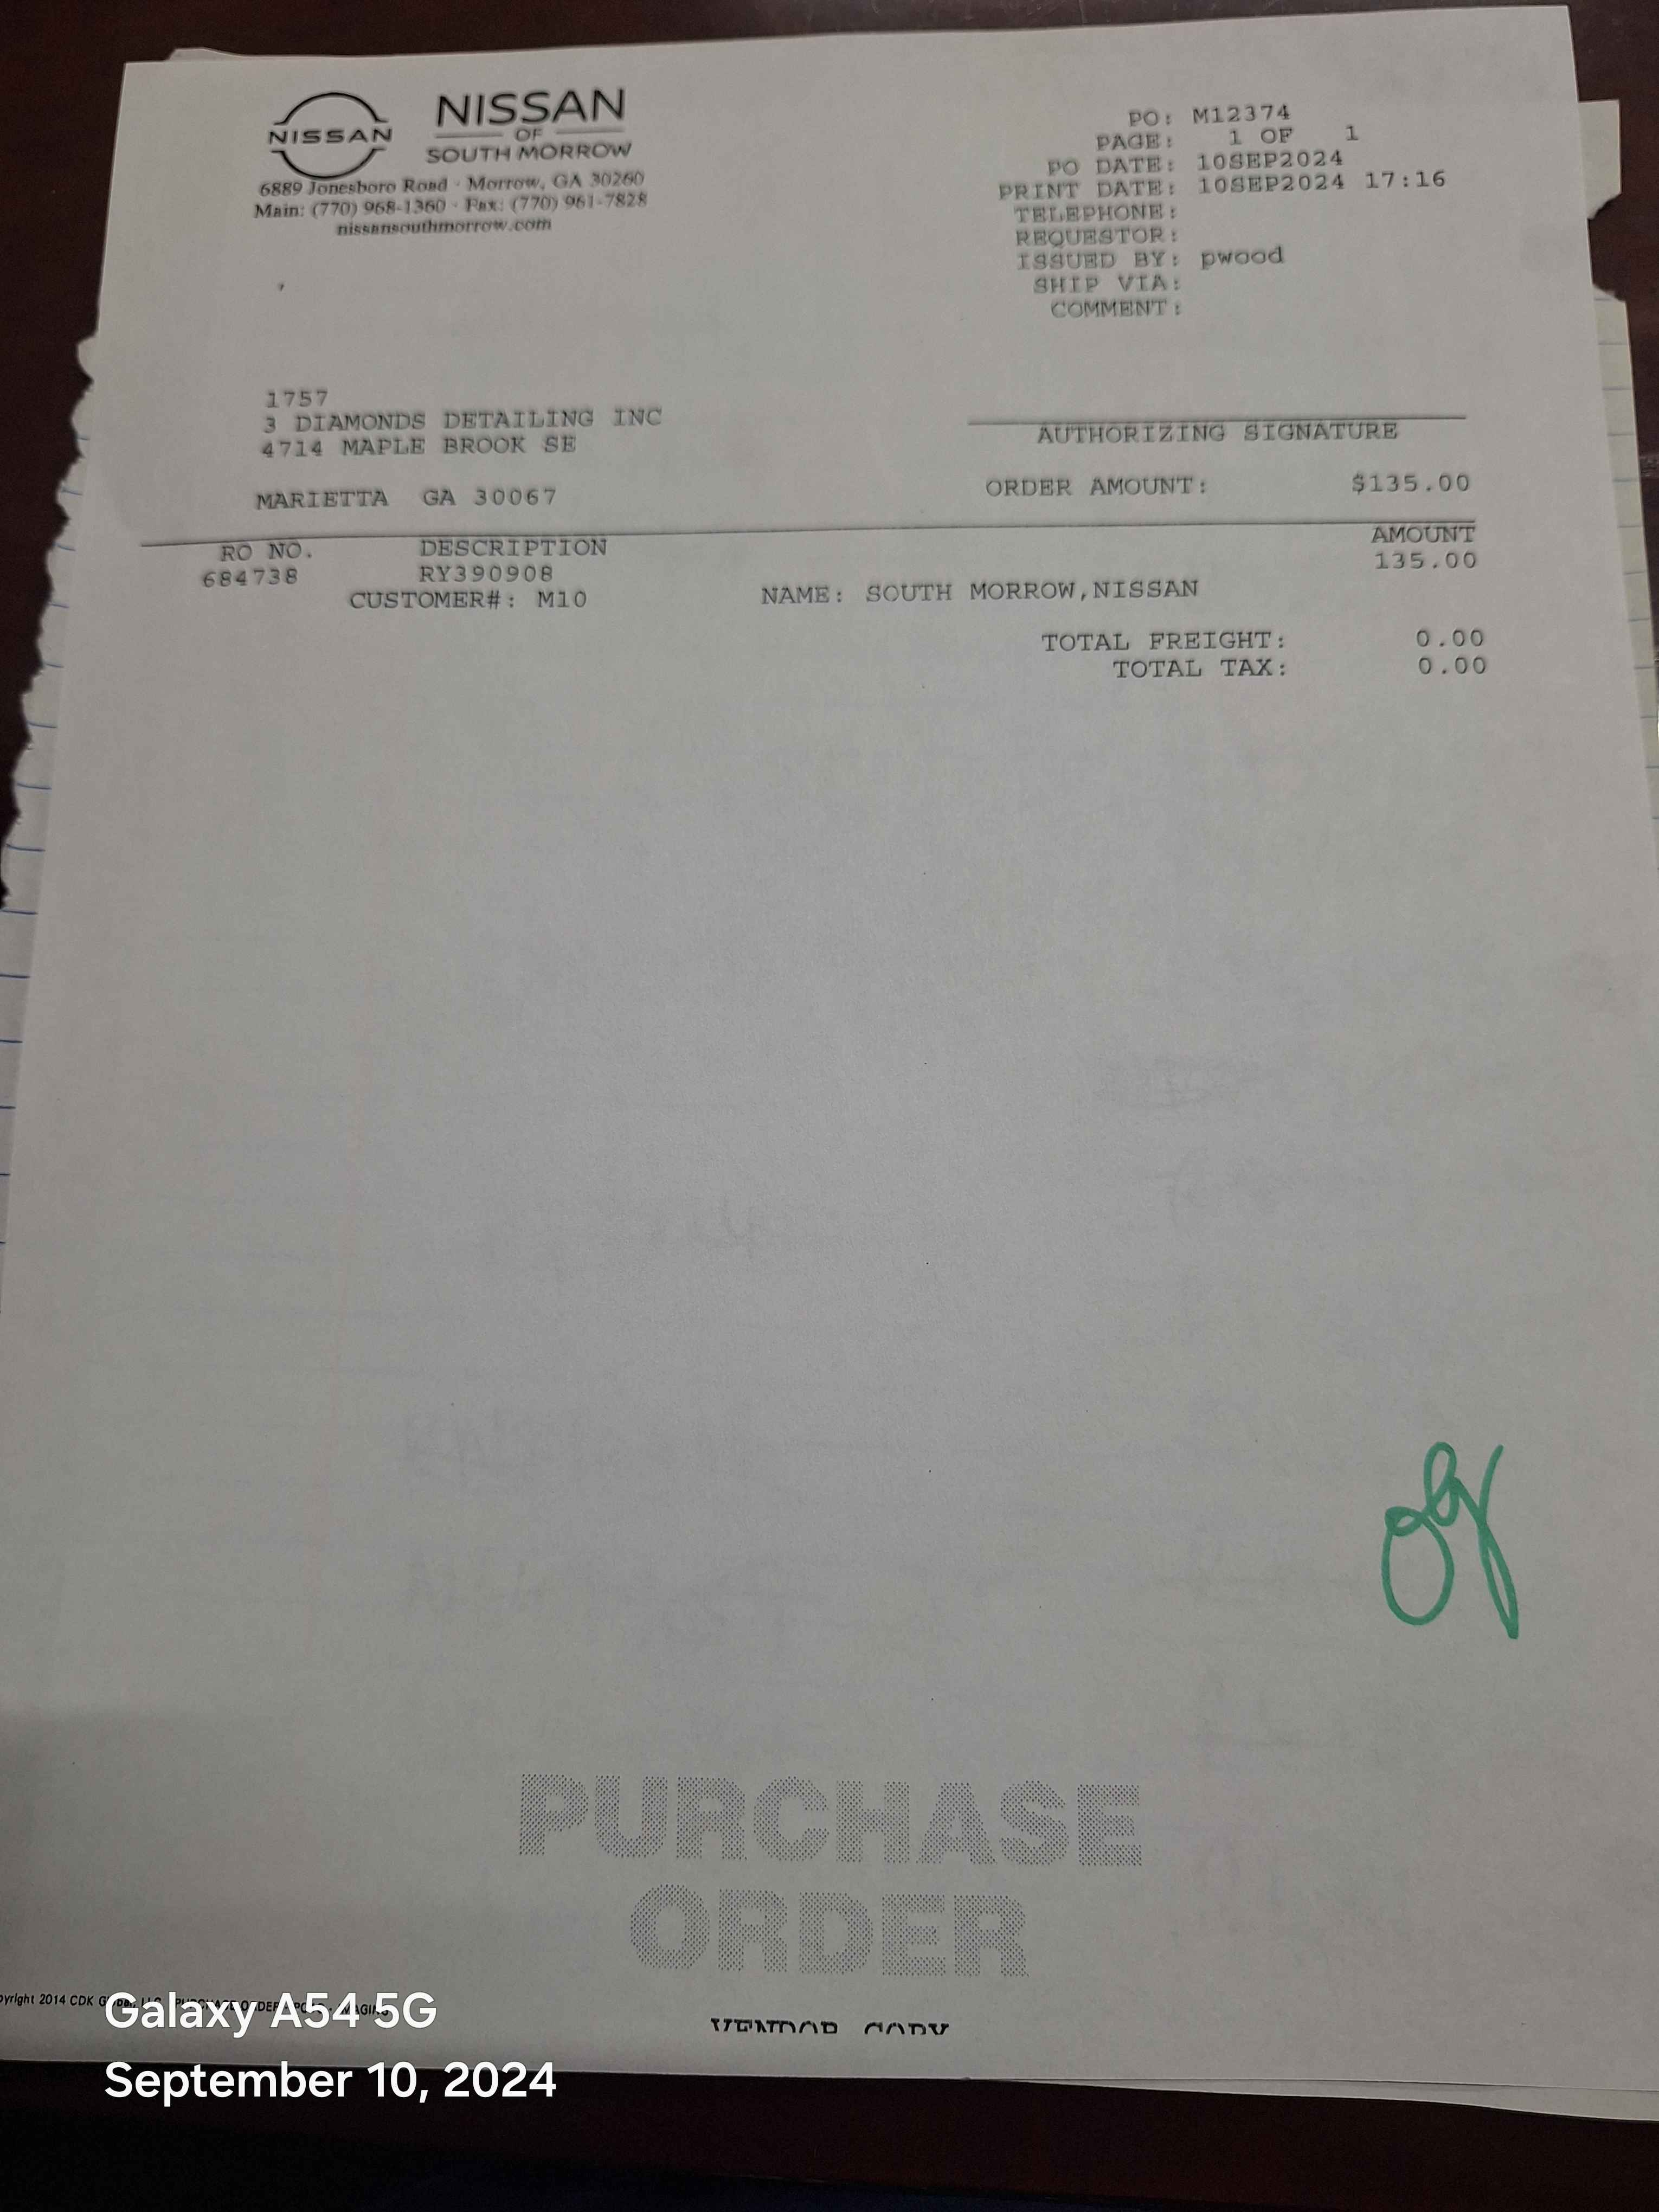 NISSAN
NISSAN
OF
SOUTH MORROW
6889 Jonesboro Road · Morrow, GA 30260
Main: (770) 968-1360 · Fax: (770) 961-7828
nissansouthmorrow.com
PO: M12374
PAGE: 1 OF 1
PO DATE: 10SEP2024
PRINT DATE: 10SEP2024 17:16
TELEPHONE:
REQUESTOR:
ISSUED BY: pwood
SHIP VIA:
COMMENT:
1757
3 DIAMONDS DETAILING INC
4714 MAPLE BROOK SE
MARIETTA GA 30067
AUTHORIZING SIGNATURE
ORDER AMOUNT: $135.00
RO NO. DESCRIPTION AMOUNT
684738 RY390908 135.00
CUSTOMER#: M10 NAME: SOUTH MORROW,NISSAN
TOTAL FREIGHT: 0.00
TOTAL TAX: 0.00
PURCHASE
ORDER
2014 CDK
VENDOR COPY
Galaxy A54 5G
September 10, 2024